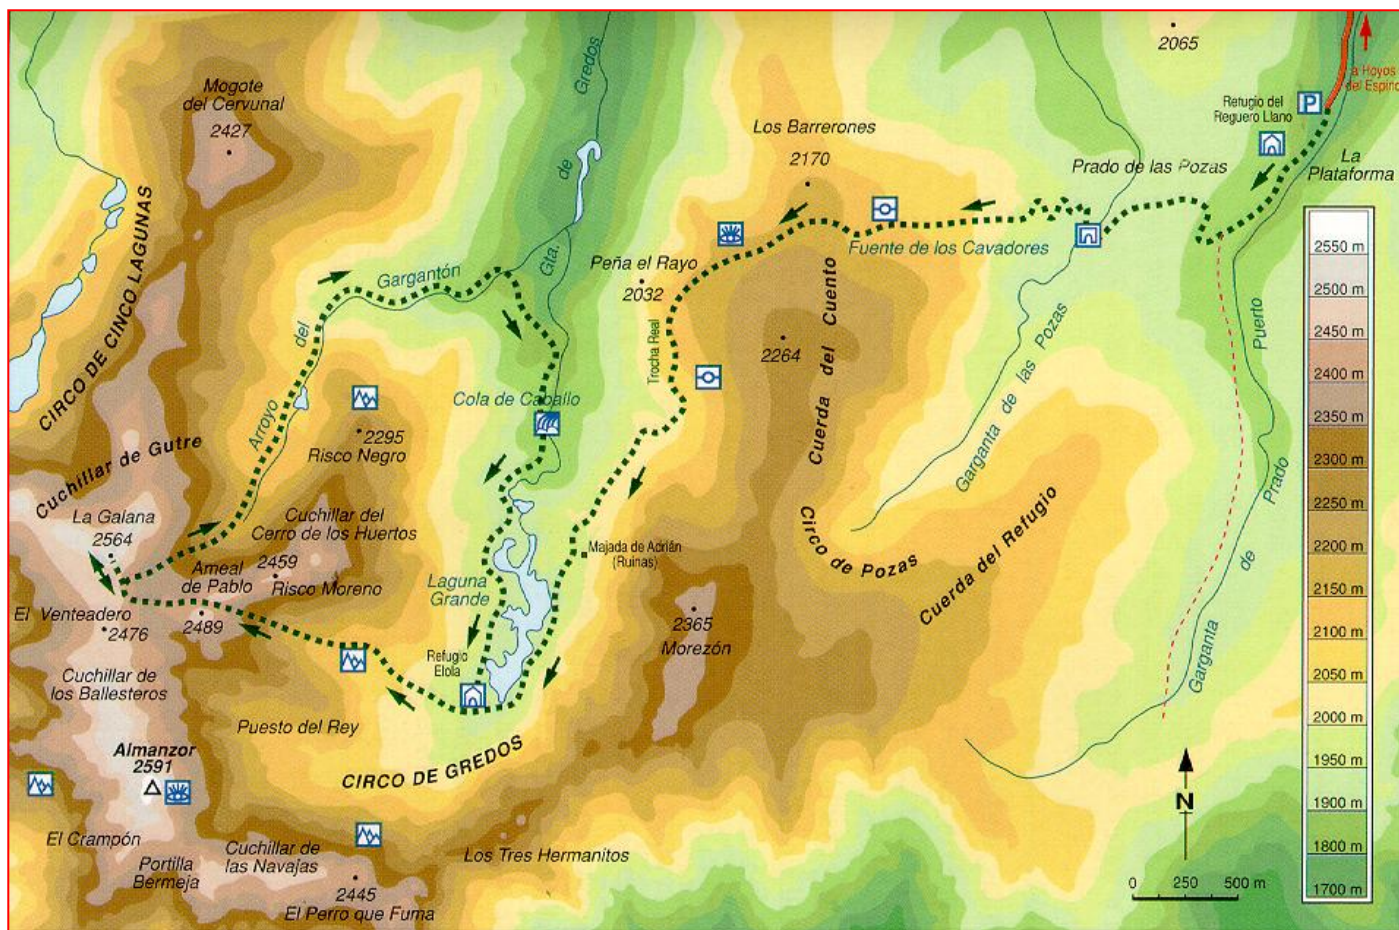 2065
Gredos
de
Gta.
a Hoyos
del Espino
P
Refugio del
Reguero Llano
La
Plataforma
Mogote
del Cervunal
2427
Los Barrerones
2170
Prado de las Pozas
CIRCO DE CINCO LAGUNAS
Fuente de los Cavadores
Peña el Rayo
2032
Arroyo
del
Gargantón
Trocha Real
2264
Cuerda del Cuento
Garganta de las Pozas
Garganta
de
Prado
Puerto
Cola de Caballo
2295
Risco Negro
Cuchillar de Gutre
La Galana
2564
Cuchillar del
Cerro de los Huertos
Ameal
de Pablo
2459
Risco Moreno
2489
Majada de Adrián
(Ruinas)
Circo de Pozas
Cuerda del Refugio
Laguna
Grande
Refugio
Elola
2365
Morezón
El Venteadero
2476
Cuchillar de
los Ballesteros
Puesto del Rey
Almanzor
2591
CIRCO DE GREDOS
El Crampón
Portilla
Bermeja
Cuchillar de
las Navajas
2445
El Perro que Fuma
Los Tres Hermanitos
N
0 250 500 m
2550 m
2500 m
2450 m
2400 m
2350 m
2300 m
2250 m
2200 m
2150 m
2100 m
2050 m
2000 m
1950 m
1900 m
1800 m
1700 m